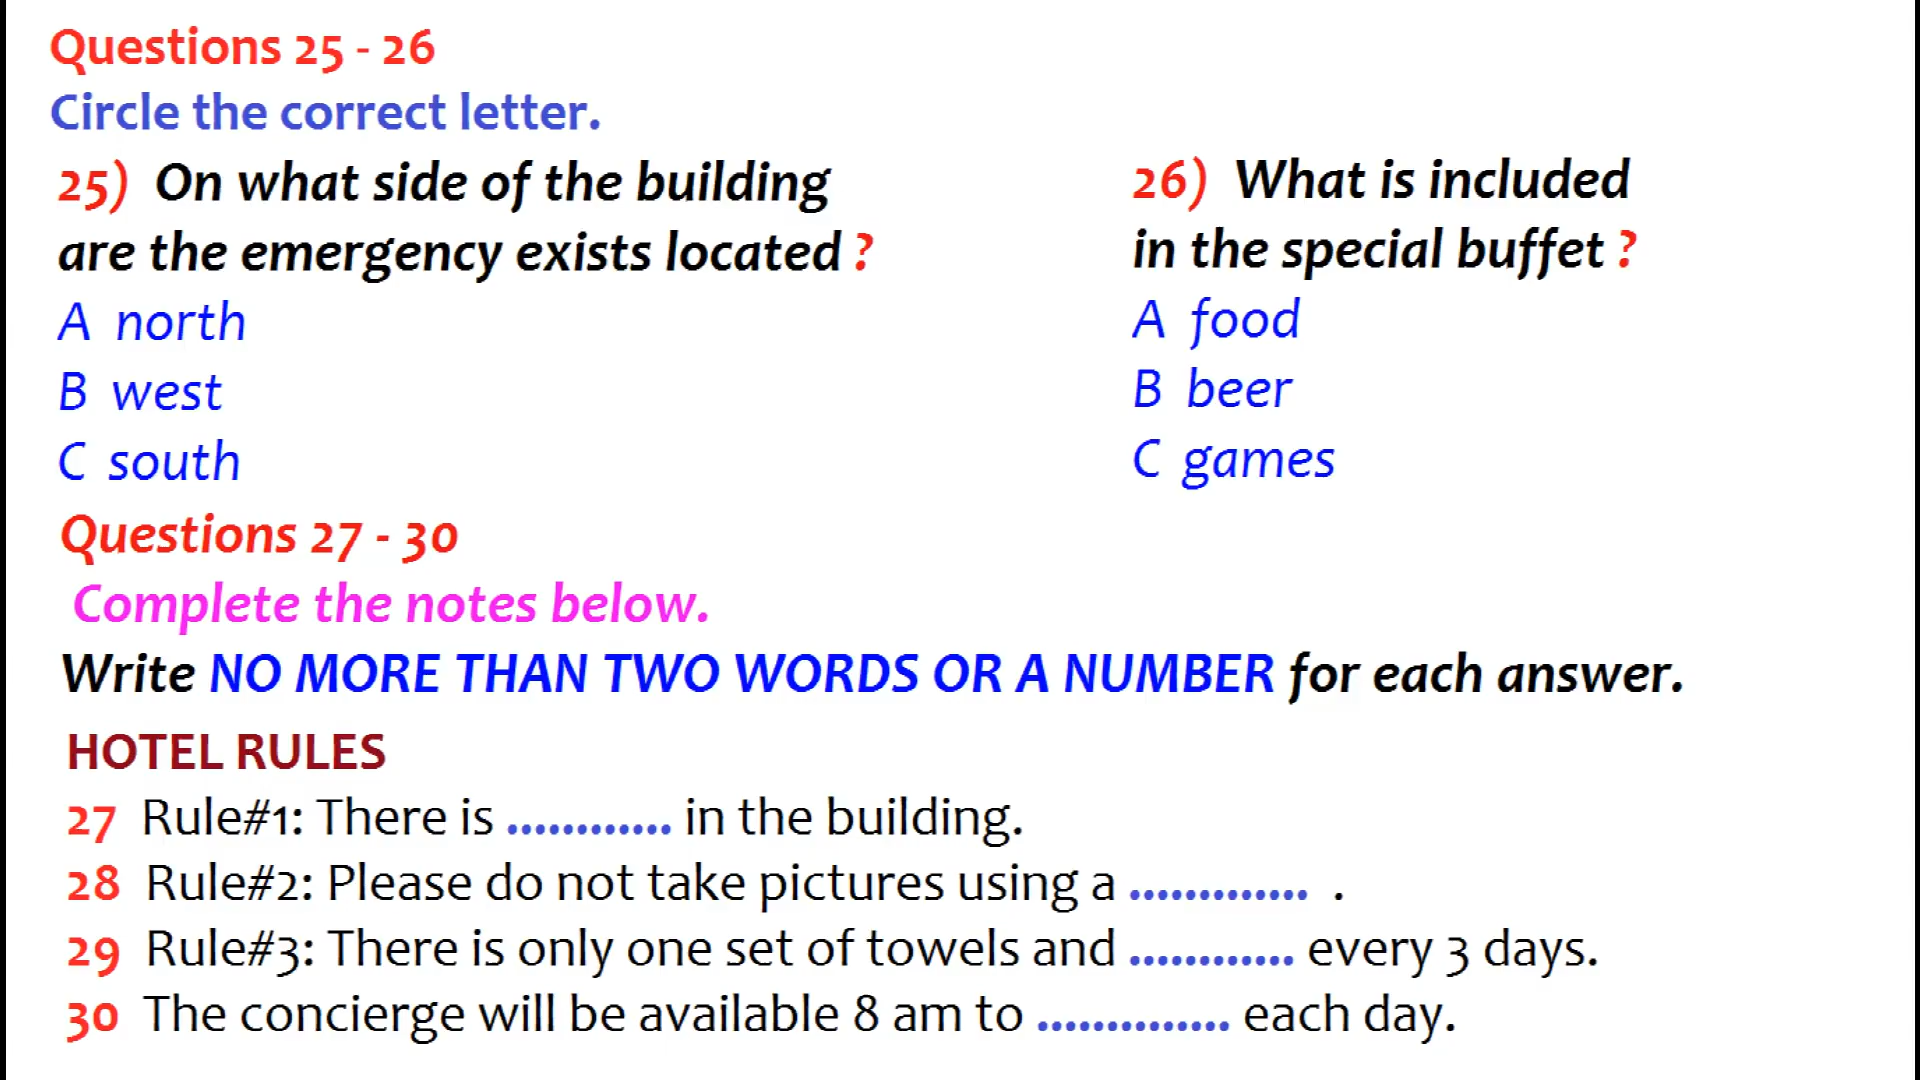 Questions 25 - 26
Circle the correct letter.
25) On what side of the building
are the emergency exists located ?
A north
B west
C south
26) What is included
in the special buffet ?
A food
B beer
C games
Questions 27 - 30
Complete the notes below.
Write NO MORE THAN TWO WORDS OR A NUMBER for each answer.
HOTEL RULES
27 Rule#1: There is ............ in the building.
28 Rule#2: Please do not take pictures using a ............. .
29 Rule#3: There is only one set of towels and ............ every 3 days.
30 The concierge will be available 8 am to .............. each day.